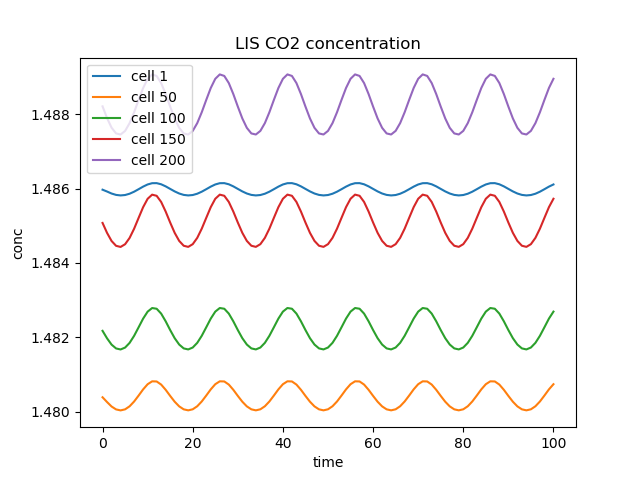 LIS CO2 concentration
cell 1
cell 50
cell 100
cell 150
cell 200
conc
1.488
1.486
1.484
1.482
1.480
0 20 40 60 80 100
time